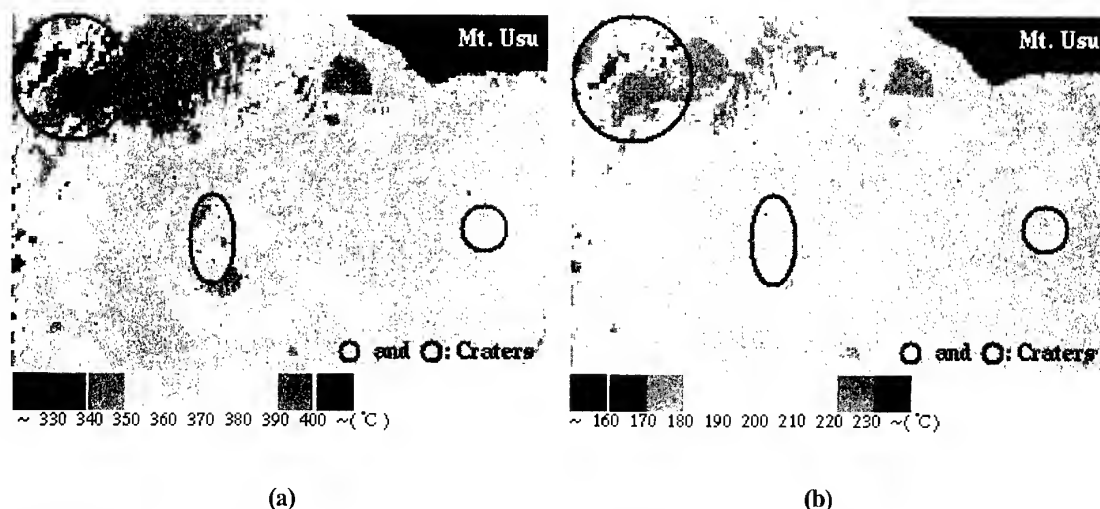 Mt. Usu
Mt. Usu
O and O: Craters
O and O: Craters
~ 330 340 350 360 370 380 390 400 ~(℃)
~ 160 170 180 190 200 210 220 230 ~(℃)
(a)
(b)